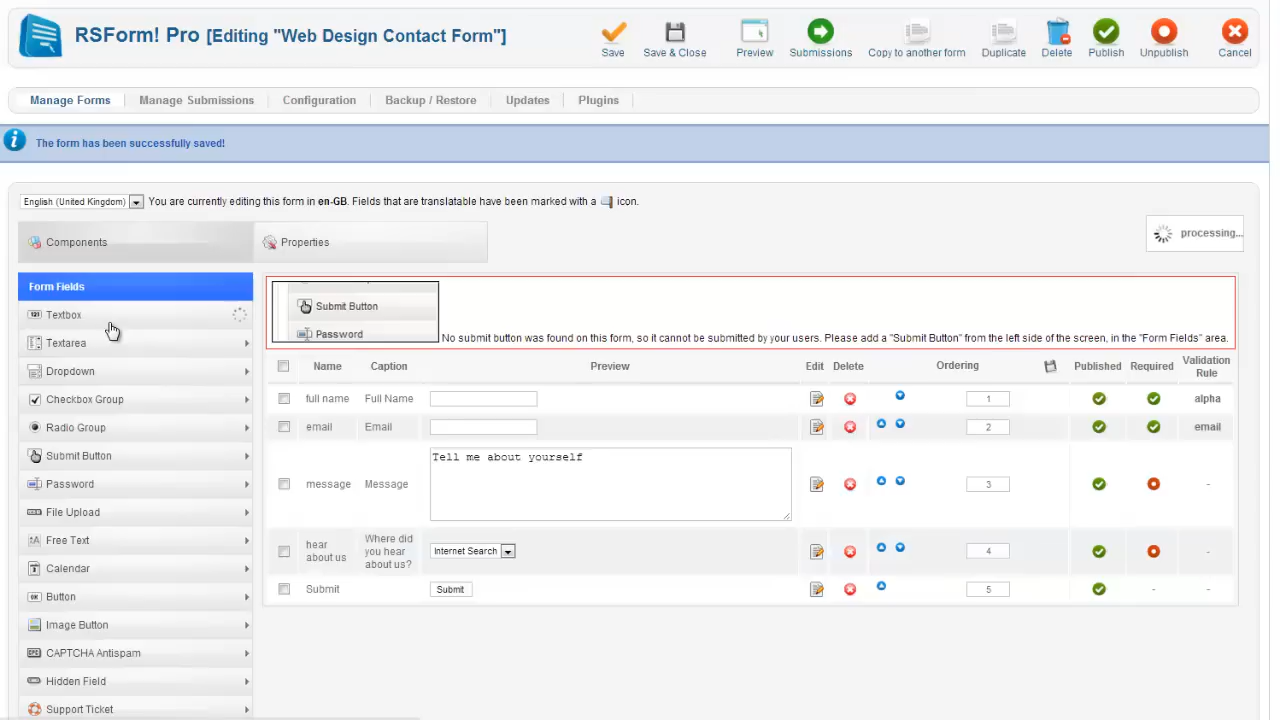 RSForm! Pro [Editing "Web Design Contact Form"]
Save
Save & Close
Preview
Submissions
Copy to another form
Duplicate
Delete
Publish
Unpublish
Cancel
Manage Forms
Manage Submissions
Configuration
Backup / Restore
Updates
Plugins
The form has been successfully saved!
English (United Kingdom) You are currently editing this form in en-GB. Fields that are translatable have been marked with a icon.
Components
Properties
processing...
Form Fields
Textbox
Textarea
Dropdown
Checkbox Group
Radio Group
Submit Button
Password
File Upload
Free Text
Calendar
Button
Image Button
CAPTCHA Antispam
Hidden Field
Support Ticket
Submit Button
Password
No submit button was found on this form, so it cannot be submitted by your users. Please add a "Submit Button" from the left side of the screen, in the "Form Fields" area.
Name Caption Preview Edit Delete Ordering Published Required Validation
Rule
full name Full Name 1 alpha
email Email 2 email
Tell me about yourself
message Message 3 -
hear
about us
Where did
you hear
about us?
Internet Search 4 -
Submit Submit 5 - -